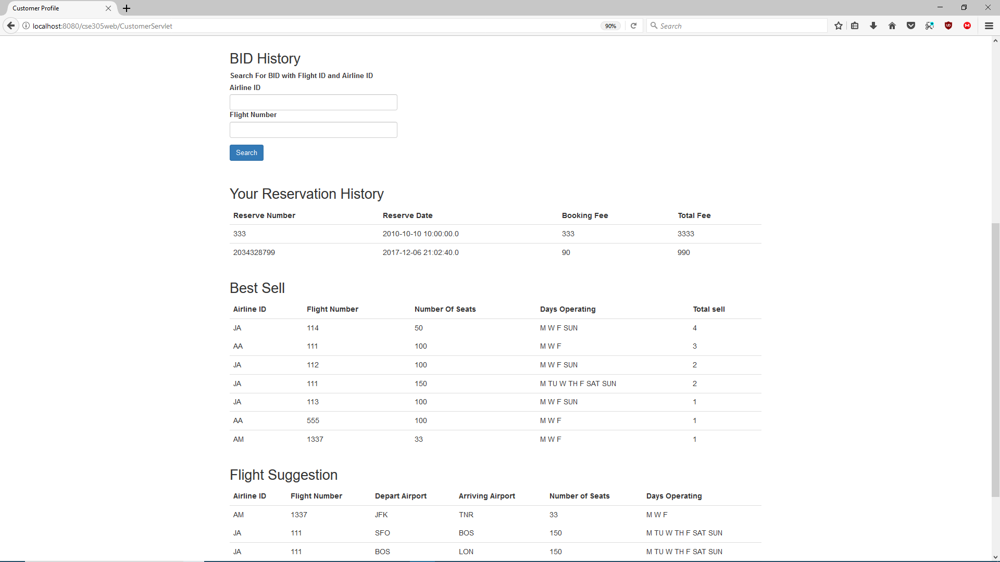 Customer Profile
localhost:8080/cse305web/CustomerServlet 90% Search
BID History
Search For BID with Flight ID and Airline ID
Airline ID
Flight Number
Search
Your Reservation History
Reserve Number Reserve Date Booking Fee Total Fee
333 2010-10-10 10:00:00.0 333 3333
2034328799 2017-12-06 21:02:40.0 90 990
Best Sell
Airline ID Flight Number Number Of Seats Days Operating Total sell
JA 114 50 M W F SUN 4
AA 111 100 M W F 3
JA 112 100 M W F SUN 2
JA 111 150 M TU W TH F SAT SUN 2
JA 113 100 M W F SUN 1
AA 555 100 M W F 1
AM 1337 33 M W F 1
Flight Suggestion
Airline ID Flight Number Depart Airport Arriving Airport Number of Seats Days Operating
AM 1337 JFK TNR 33 M W F
JA 111 SFO BOS 150 M TU W TH F SAT SUN
JA 111 BOS LON 150 M TU W TH F SAT SUN